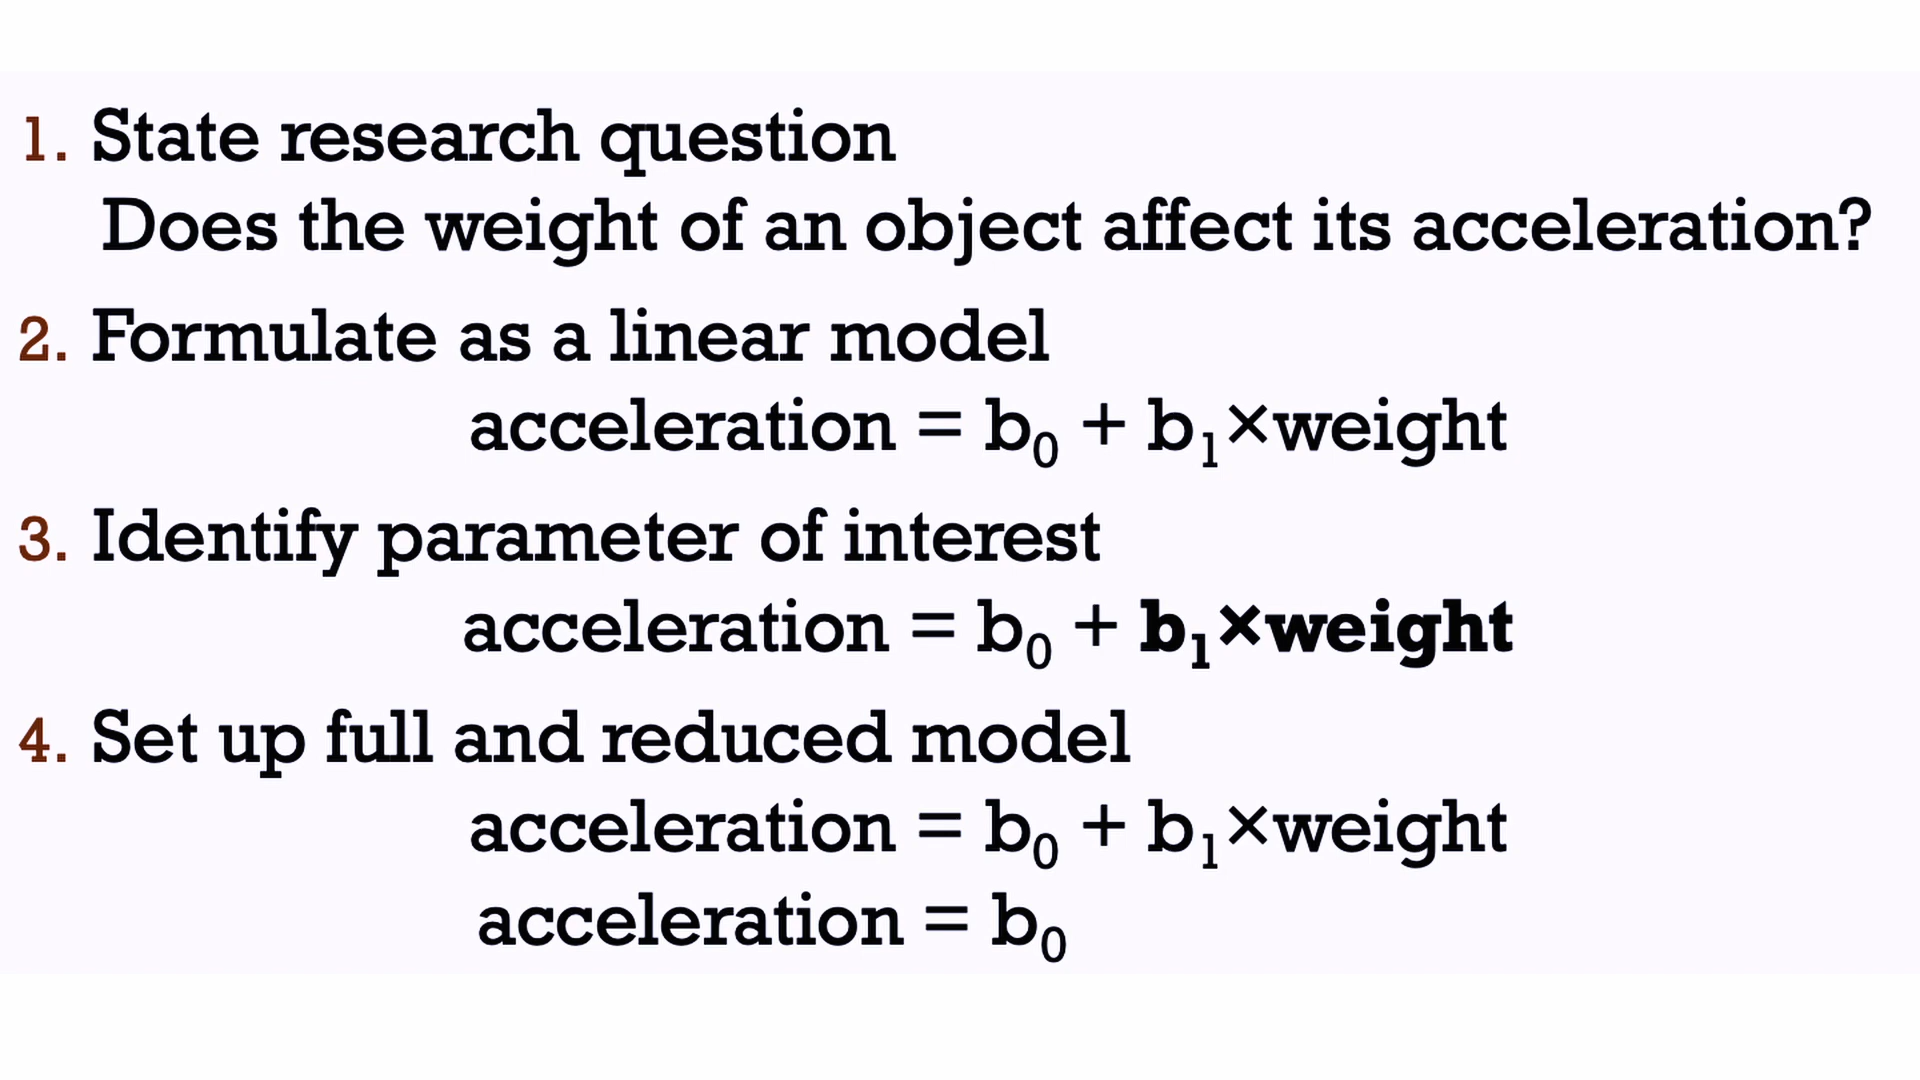 1. State research question
Does the weight of an object affect its acceleration?
2. Formulate as a linear model
acceleration = b₀ + b₁×weight
3. Identify parameter of interest
acceleration = b₀ + b₁×weight
4. Set up full and reduced model
acceleration = b₀ + b₁×weight
acceleration = b₀